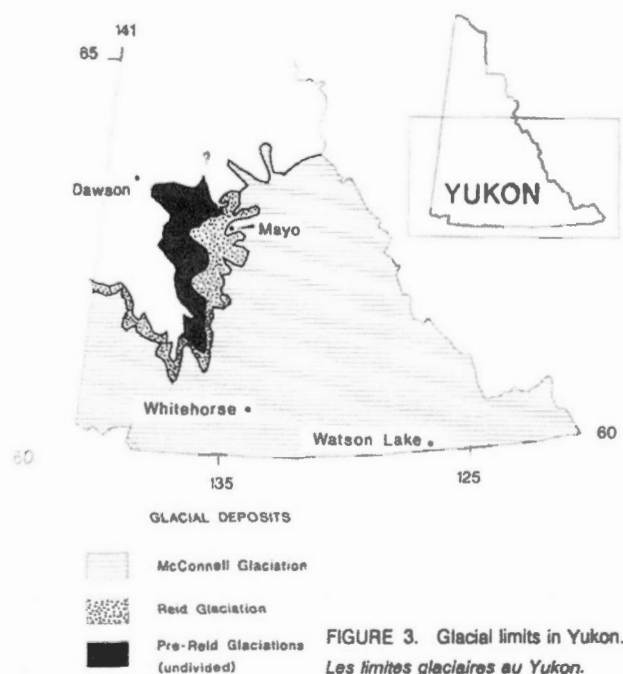 141
65
YUKON
?
Dawson
Mayo
Whitehorse
Watson Lake
60
60
135
125
GLACIAL DEPOSITS
McConnell Glaciation
Reid Glaciation
Pre-Reid Glaciations
(undivided)
FIGURE 3. Glacial limits in Yukon.
Les limites glaciaires au Yukon.